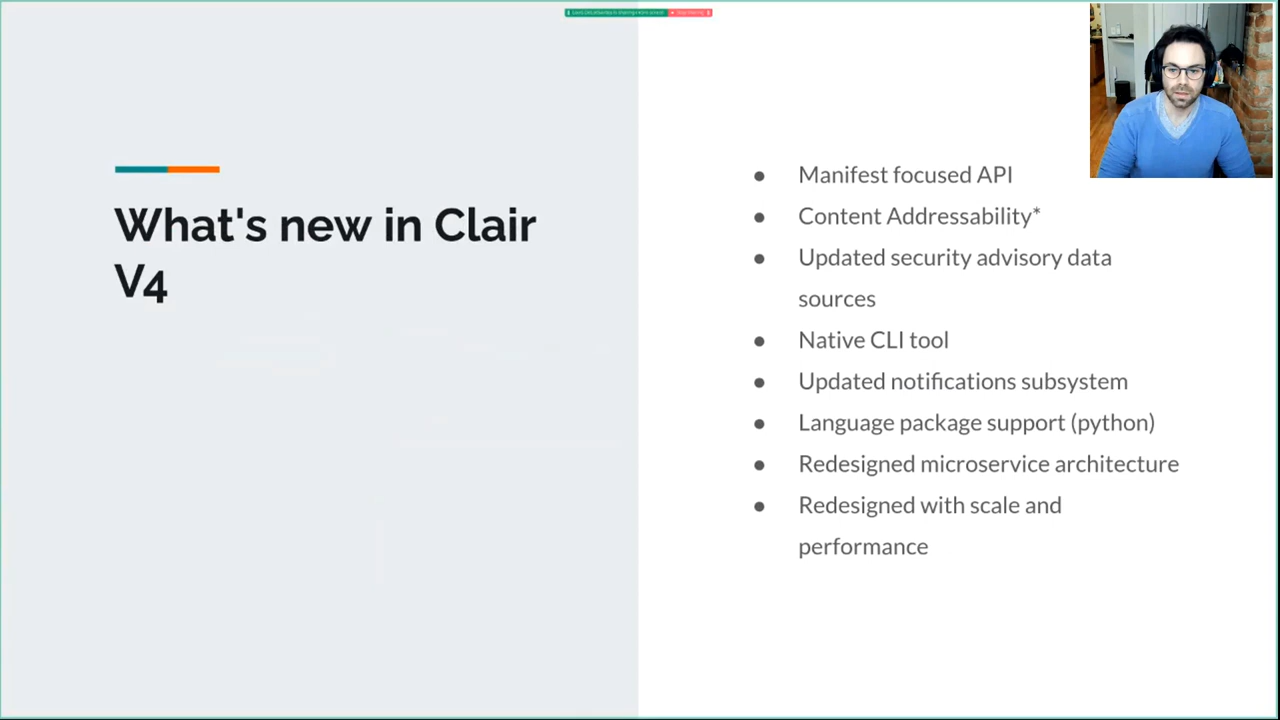 What's new in Clair
V4
● Manifest focused API
● Content Addressability*
● Updated security advisory data
sources
● Native CLI tool
● Updated notifications subsystem
● Language package support (python)
● Redesigned microservice architecture
● Redesigned with scale and
performance